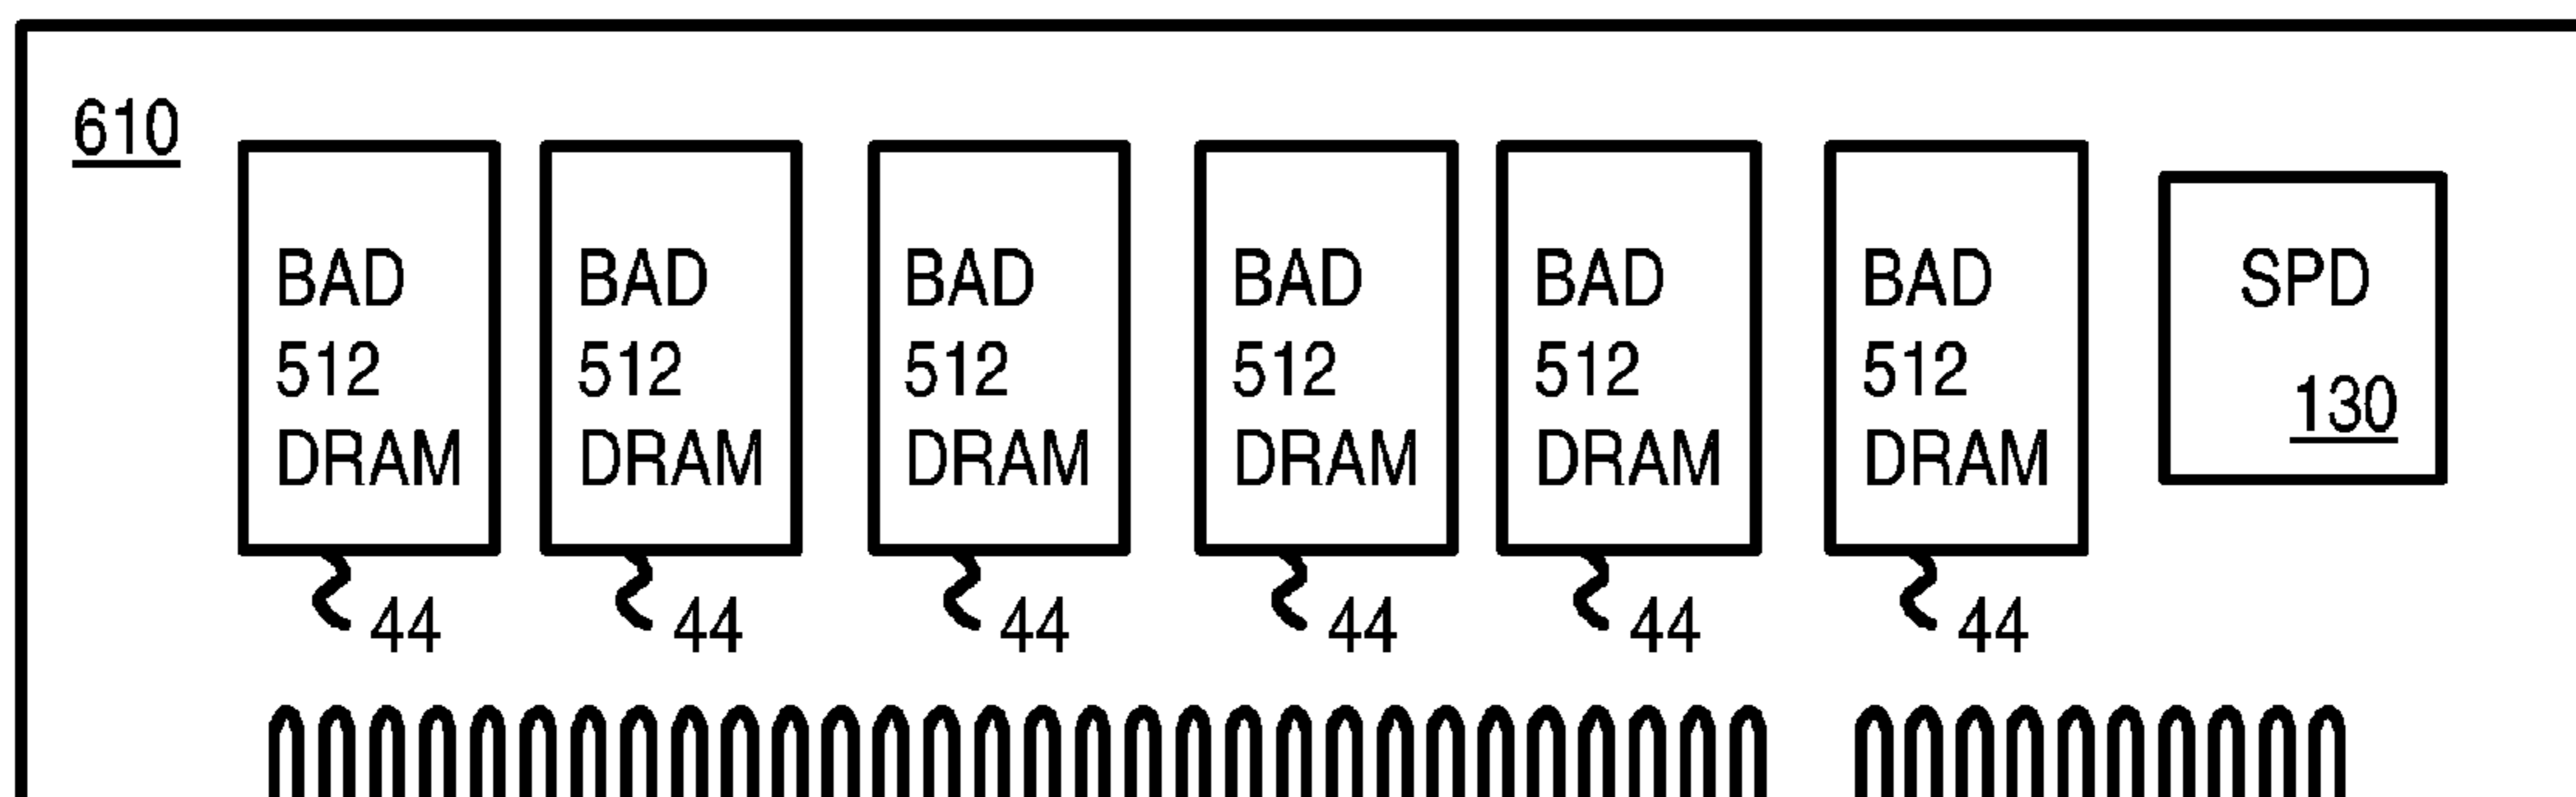 610
BAD BAD BAD BAD BAD BAD SPD
512 512 512 512 512 512 130
DRAM DRAM DRAM DRAM DRAM DRAM
44 44 44 44 44 44